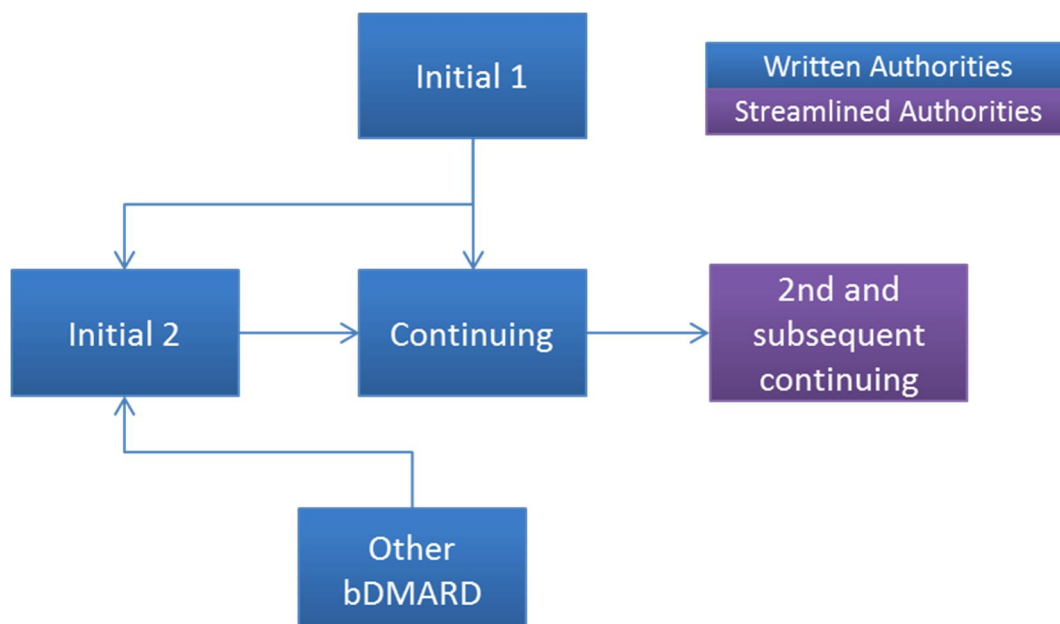 Initial 1
Written Authorities
Streamlined Authorities
Initial 2
Continuing
2nd and
subsequent
continuing
Other
bDMARD